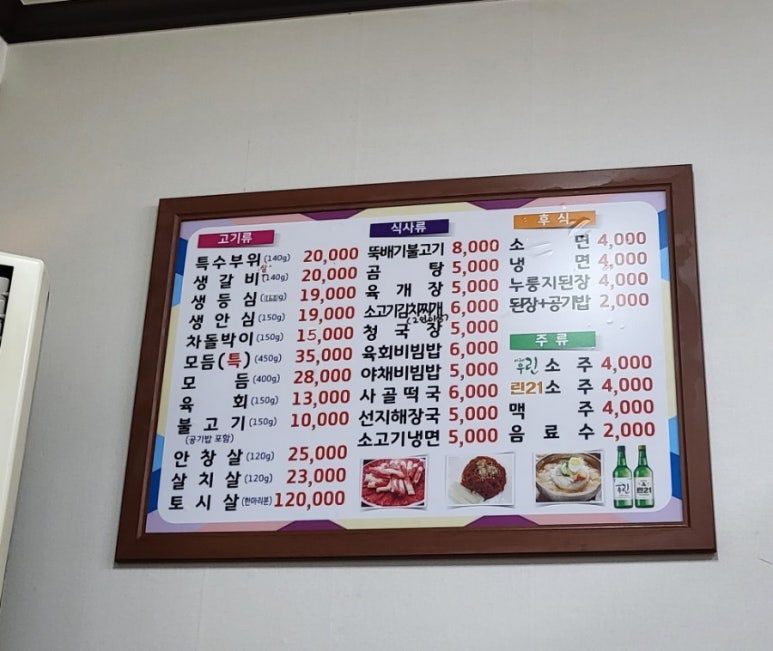 고기류
특수부위 (140g) 20,000
생갈비 (140g) 20,000
생등심 19,000
생안심 (150g) 19,000
차돌박이 (150g) 15,000
모듬(특) (450g) 35,000
모듬 (400g) 28,000
육회 (150g) 13,000
불고기 (150g) 10,000
(공기밥 포함)
안창살 (120g) 25,000
살치살 (120g) 23,000
토시살 (한마리분) 120,000
식사류
뚝배기불고기 8,000
곰탕 5,000
육개장 5,000
소고기김치찌개 6,000
청국장 5,000
육회비빔밥 6,000
야채비빔밥 5,000
사골떡국 6,000
선지해장국 5,000
소고기냉면 5,000
후식
소면 4,000
냉면 4,000
누룽지된장 4,000
된장+공기밥 2,000
주류
우린 소주 4,000
린21 소주 4,000
맥주 4,000
음료수 2,000
린21